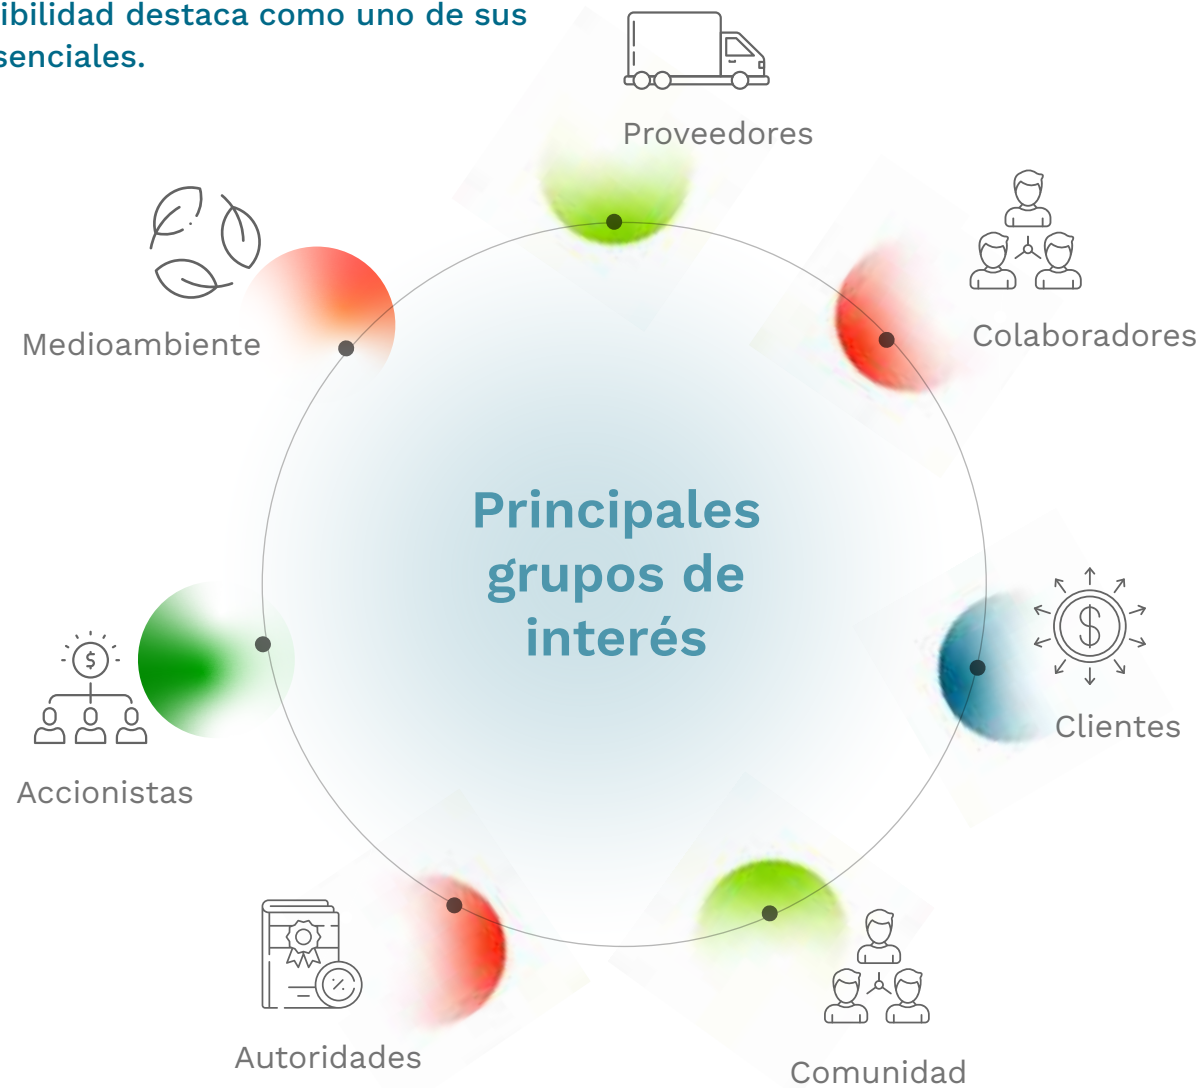 ibilidad destaca como uno de sus
senciales.
Proveedores
Colaboradores
Medioambiente
Principales
grupos de
interés
Clientes
Accionistas
Autoridades
Comunidad